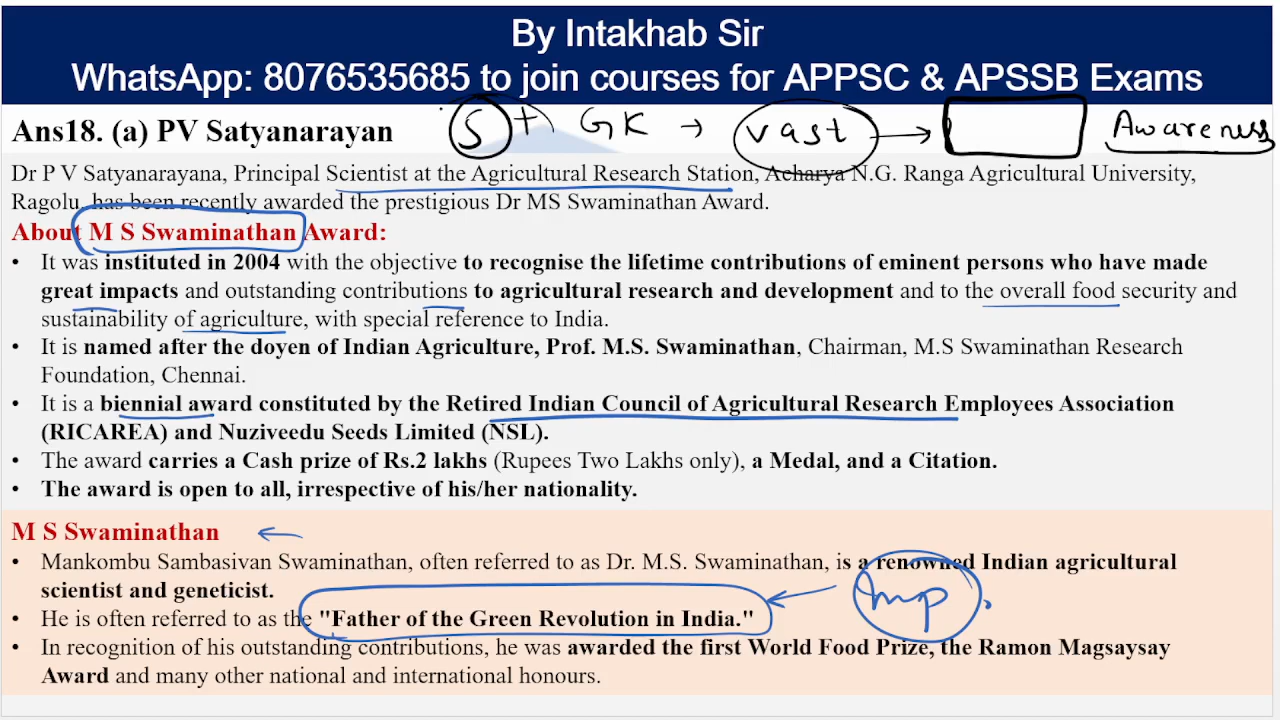 By Intakhab Sir
WhatsApp: 8076535685 to join courses for APPSC & APSSB Exams
Ans18. (a) PV Satyanarayan S + GK → vast → Awareness
Dr P V Satyanarayana, Principal Scientist at the Agricultural Research Station, Acharya N.G. Ranga Agricultural University,
Ragolu, has been recently awarded the prestigious Dr MS Swaminathan Award.
About M S Swaminathan Award:
• It was instituted in 2004 with the objective to recognise the lifetime contributions of eminent persons who have made
great impacts and outstanding contributions to agricultural research and development and to the overall food security and
sustainability of agriculture, with special reference to India.
• It is named after the doyen of Indian Agriculture, Prof. M.S. Swaminathan, Chairman, M.S Swaminathan Research
Foundation, Chennai.
• It is a biennial award constituted by the Retired Indian Council of Agricultural Research Employees Association
(RICAREA) and Nuziveedu Seeds Limited (NSL).
• The award carries a Cash prize of Rs.2 lakhs (Rupees Two Lakhs only), a Medal, and a Citation.
• The award is open to all, irrespective of his/her nationality.
M S Swaminathan ←
• Mankombu Sambasivan Swaminathan, often referred to as Dr. M.S. Swaminathan, is a renowned Indian agricultural
scientist and geneticist.
Imp
• He is often referred to as the "Father of the Green Revolution in India."
• In recognition of his outstanding contributions, he was awarded the first World Food Prize, the Ramon Magsaysay
Award and many other national and international honours.